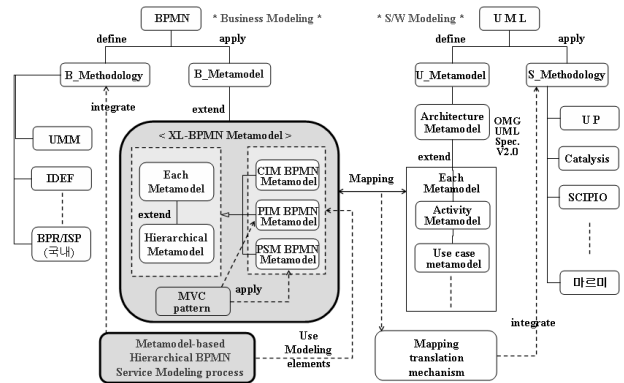 BPMN
* Business Modeling *
* S/W Modeling *
U M L
define
apply
define
apply
B_Methodology
B_Metamodel
U_Metamodel
S_Methodology
integrate
extend
< XL-BPMN Metamodel >
Architecture
Metamodel
OMG
UML
Spec.
V2.0
extend
UMM
IDEF
BPR/ISP
(국내)
Each
Metamodel
extend
Hierarchical
Metamodel
CIM BPMN
Metamodel
PIM BPMN
Metamodel
PSM BPMN
Metamodel
MVC
pattern
apply
Mapping
Each
Metamodel
Activity
Metamodel
Use case
metamodel
U P
Catalysis
SCIPIO
마르미
integrate
Metamodel-based
Hierarchical BPMN
Service Modeling process
Use
Modeling
elements
Mapping
translation
mechanism